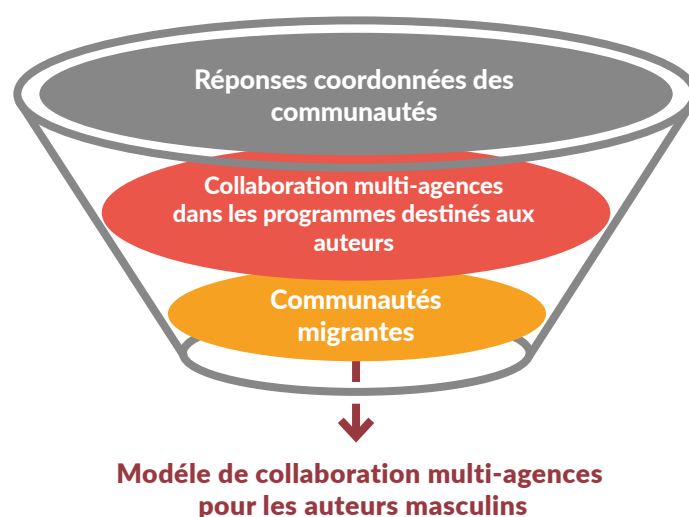 Réponses coordonnées des
communautés
Collaboration multi-agences
dans les programmes destinés aux
auteurs
Communautés
migrantes
Modéle de collaboration multi-agences
pour les auteurs masculins